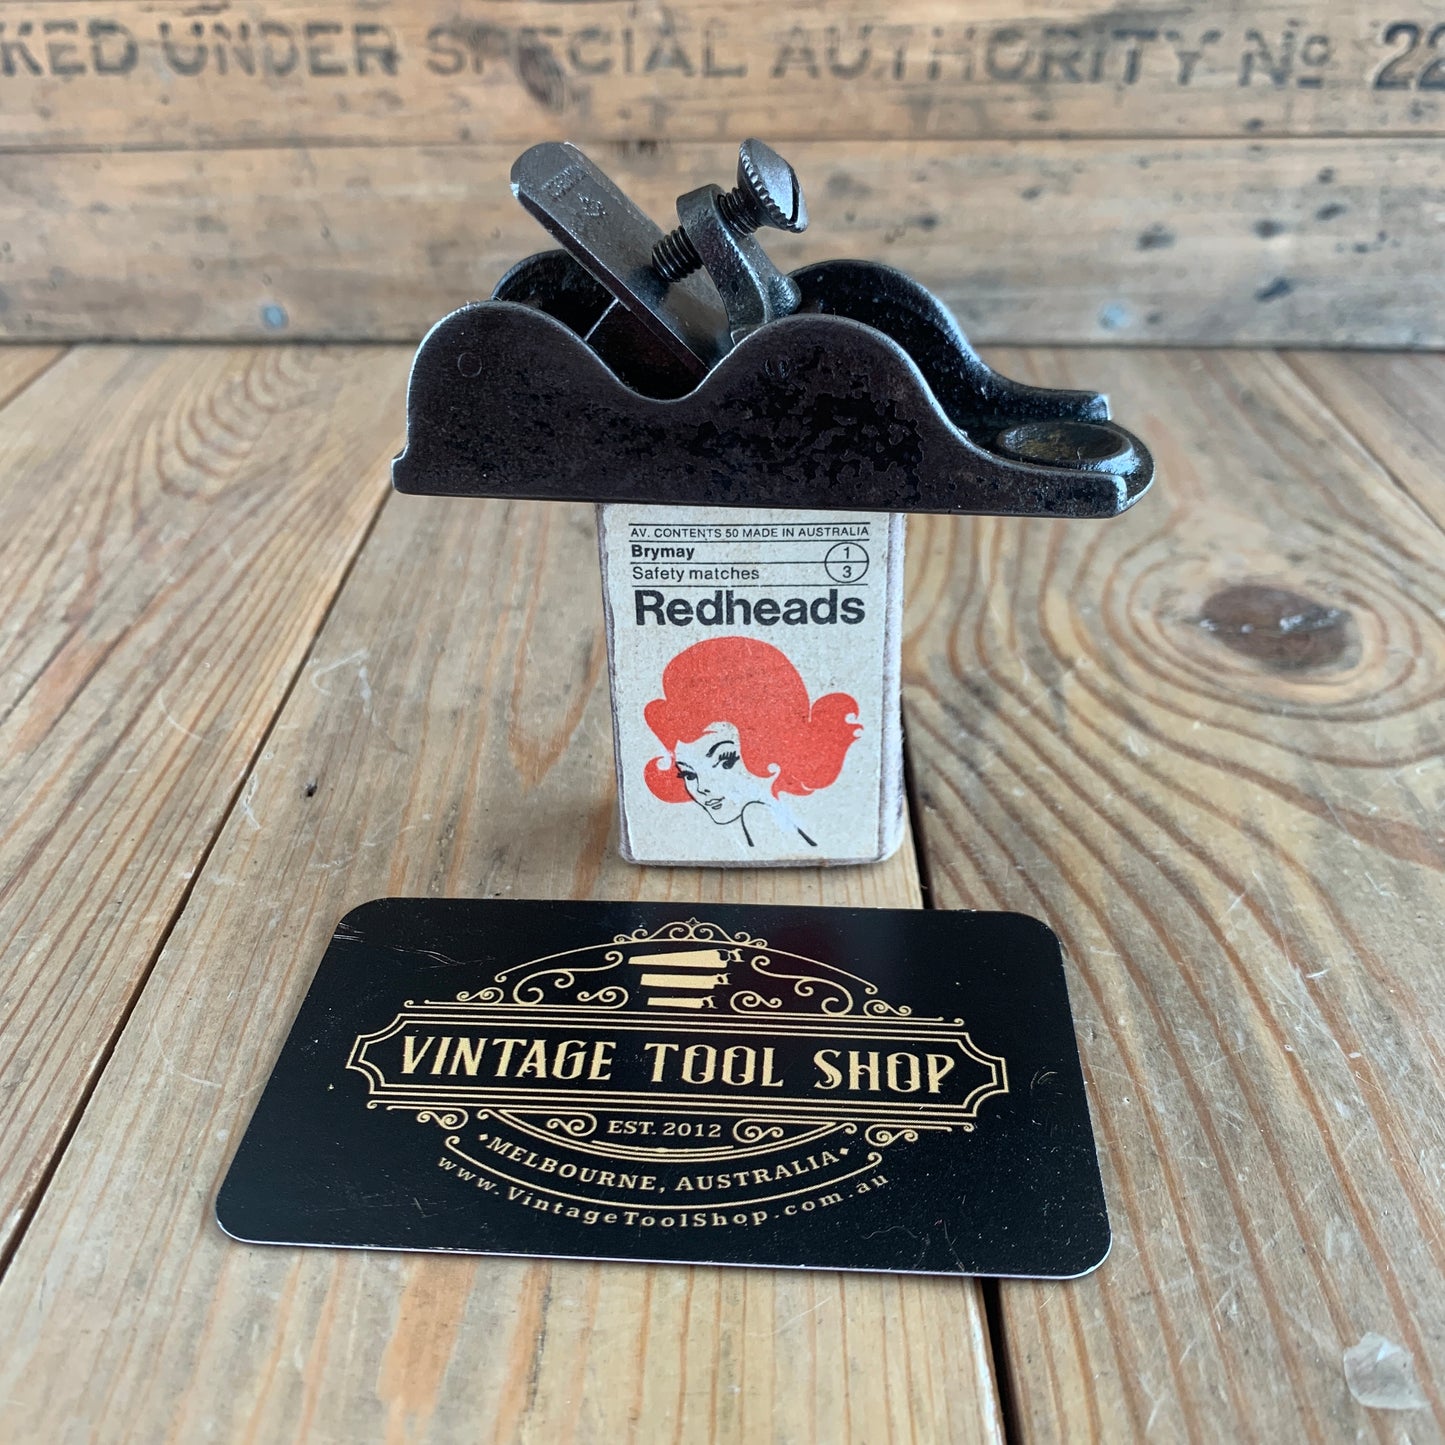 KED UNDER SPECIAL AUTHORITY No 22
AV. CONTENTS 50 MADE IN AUSTRALIA
Brymay
Safety matches
1
3
Redheads
VINTAGE TOOL SHOP
EST. 2012
•MELBOURNE, AUSTRALIA•
www.VintageToolShop.com.au